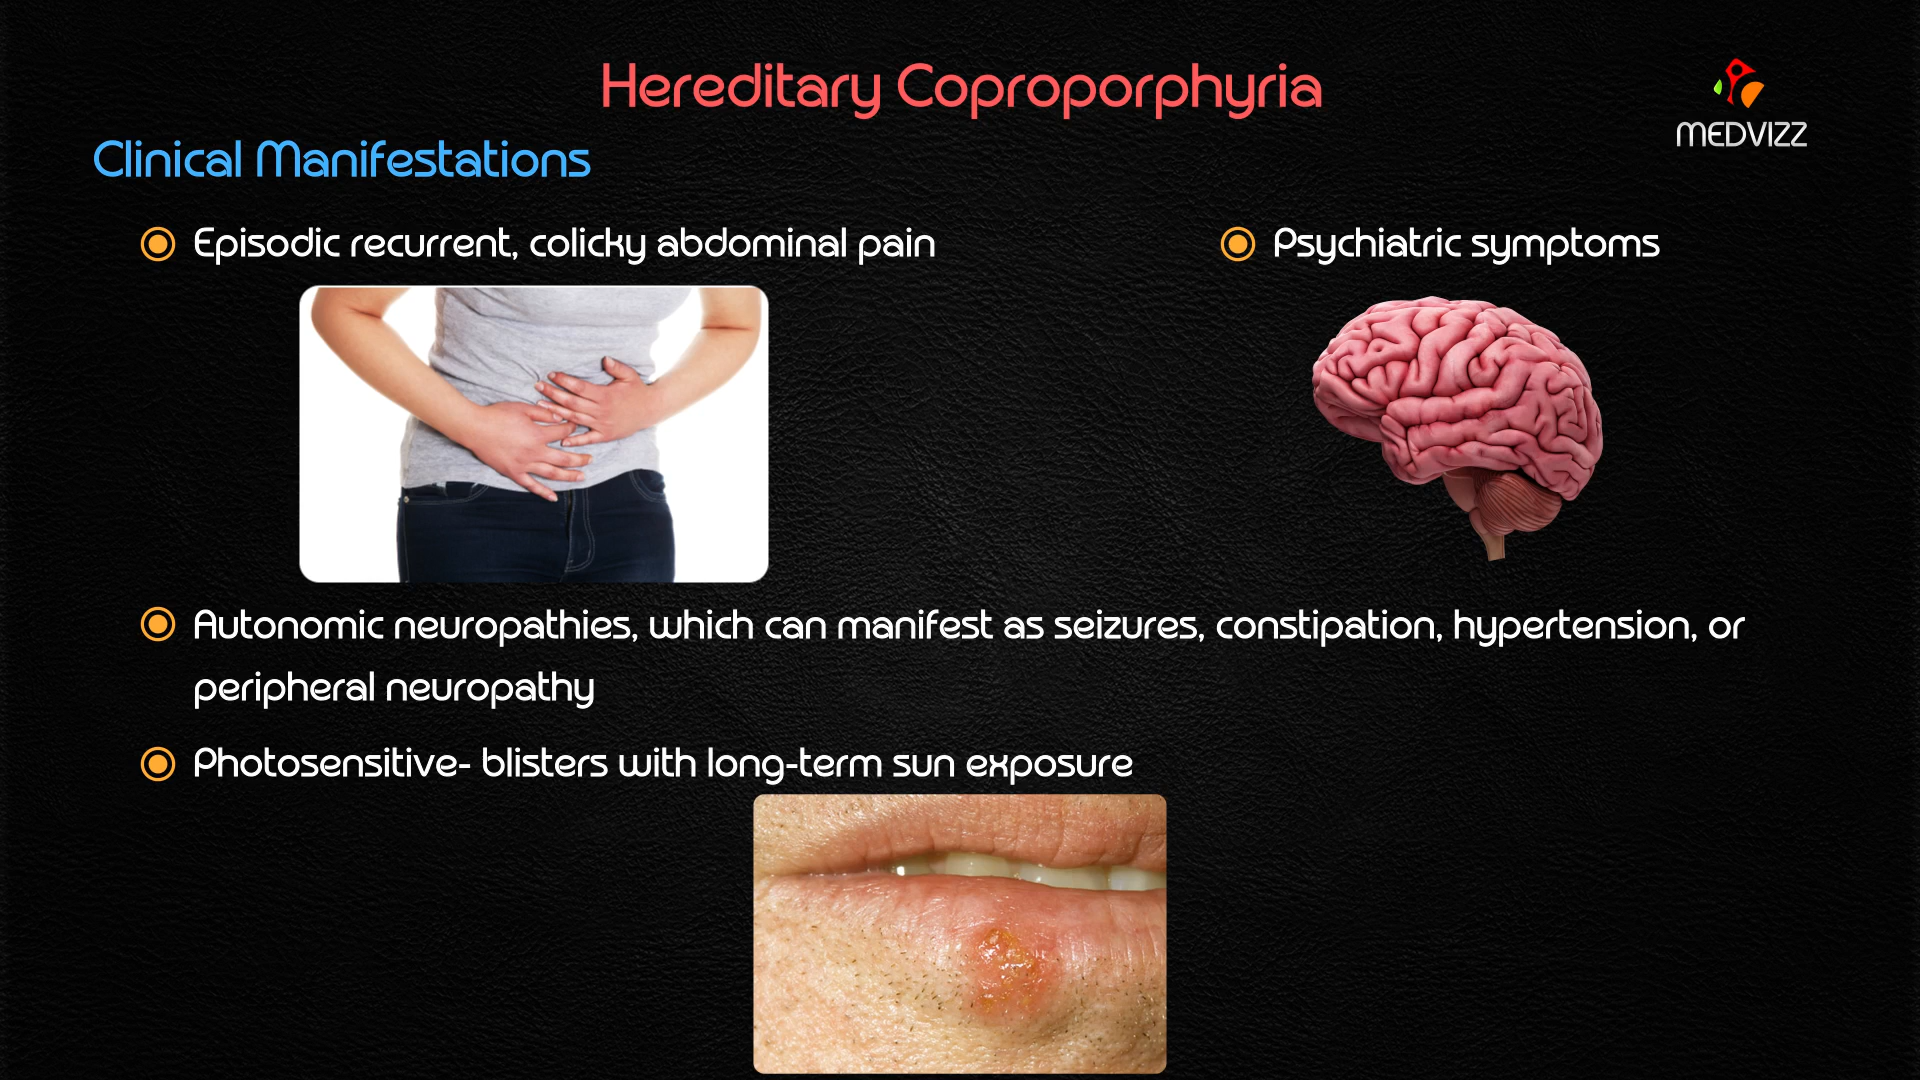 Hereditary Coproporphyria
MEDVIZZ
Clinical Manifestations
Episodic recurrent, colicky abdominal pain
Psychiatric symptoms
Autonomic neuropathies, which can manifest as seizures, constipation, hypertension, or
peripheral neuropathy
Photosensitive- blisters with long-term sun exposure